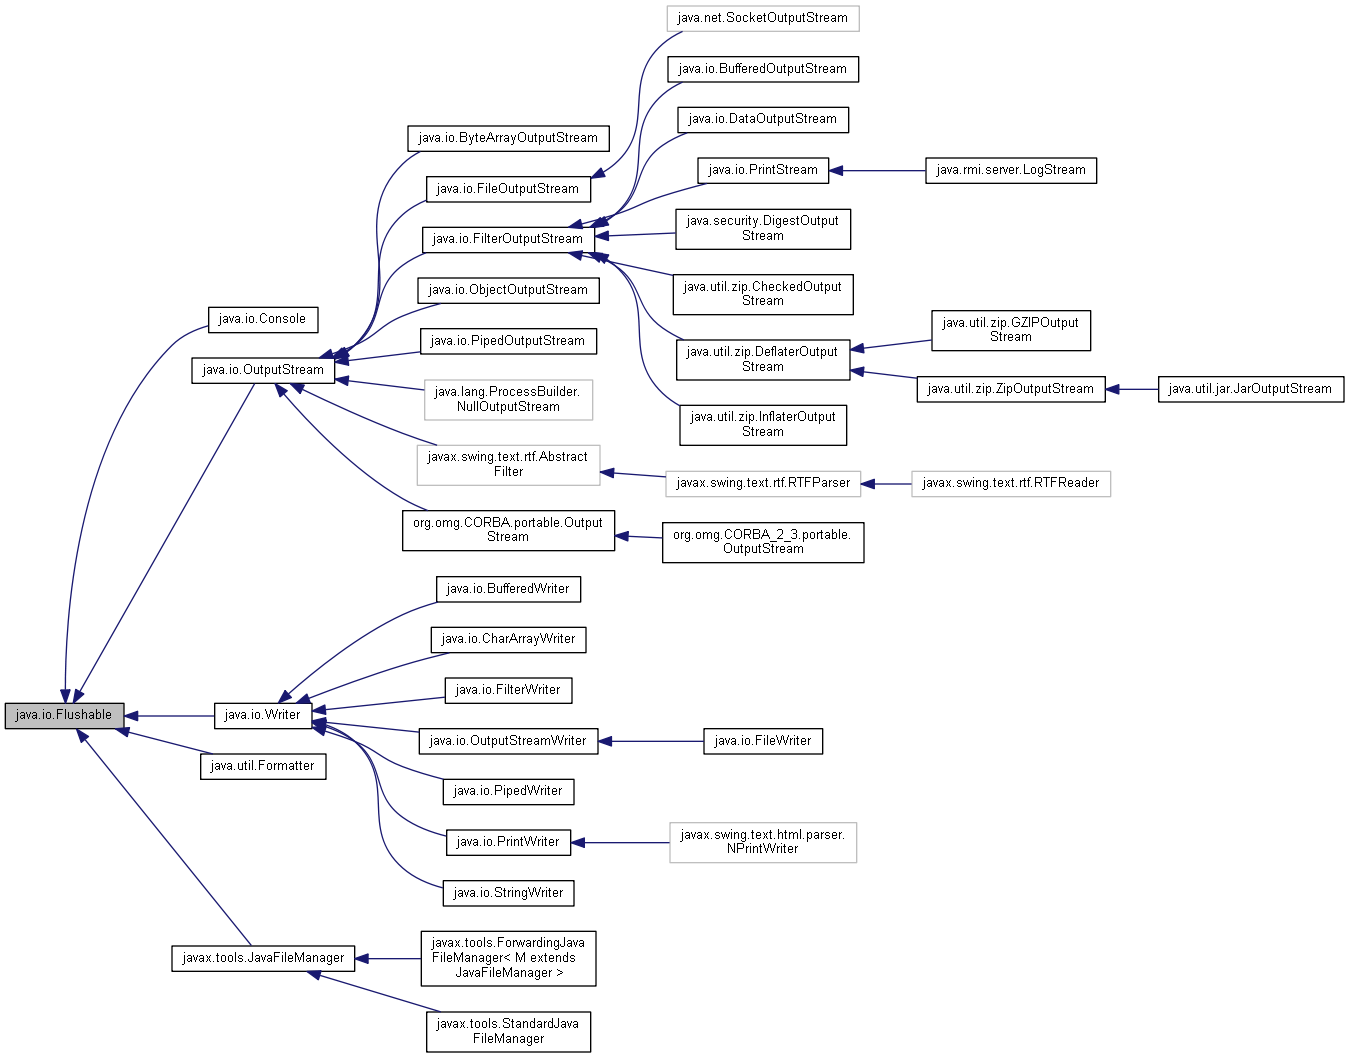 java.net.SocketOutputStream
java.io.BufferedOutputStream
java.io.DataOutputStream
java.io.ByteArrayOutputStream
java.io.PrintStream
java.rmi.server.LogStream
java.io.FileOutputStream
java.security.DigestOutput
Stream
java.io.FilterOutputStream
java.util.zip.CheckedOutput
Stream
java.io.ObjectOutputStream
java.io.Console
java.util.zip.GZIPOutput
Stream
java.io.PipedOutputStream
java.util.zip.DeflaterOutput
Stream
java.io.OutputStream
java.util.zip.ZipOutputStream
java.util.jar.JarOutputStream
java.lang.ProcessBuilder.
NullOutputStream
java.util.zip.InflaterOutput
Stream
javax.swing.text.rtf.Abstract
Filter
javax.swing.text.rtf.RTFParser
javax.swing.text.rtf.RTFReader
org.omg.CORBA.portable.Output
Stream
org.omg.CORBA_2_3.portable.
OutputStream
java.io.BufferedWriter
java.io.CharArrayWriter
java.io.FilterWriter
java.io.Flushable
java.io.Writer
java.io.OutputStreamWriter
java.io.FileWriter
java.util.Formatter
java.io.PipedWriter
java.io.PrintWriter
javax.swing.text.html.parser.
NPrintWriter
java.io.StringWriter
javax.tools.JavaFileManager
javax.tools.ForwardingJava
FileManager< M extends
JavaFileManager >
javax.tools.StandardJava
FileManager